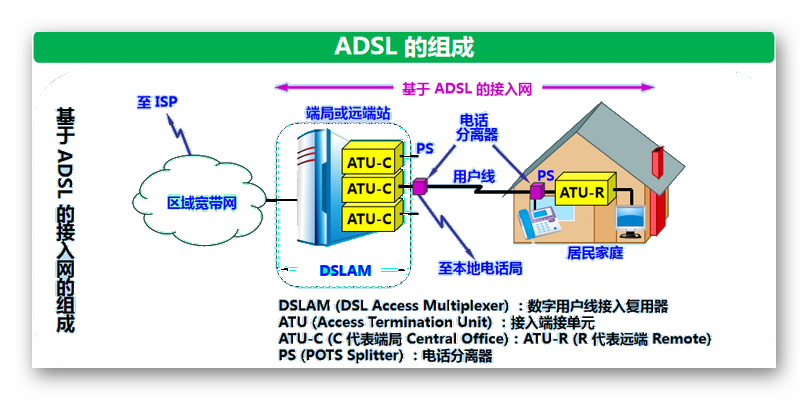 ADSL 的组成
基于 ADSL 的接入网的组成
至 ISP
基于 ADSL 的接入网
端局或远端站
电话
分离器
ATU-C
PS
ATU-C
用户线
PS
ATU-R
区域宽带网
ATU-C
DSLAM
至本地电话局
居民家庭
DSLAM (DSL Access Multiplexer) ：数字用户线接入复用器
ATU (Access Termination Unit) ：接入端接单元
ATU-C (C 代表端局 Central Office)：ATU-R (R 代表远端 Remote)
PS (POTS Splitter) ：电话分离器